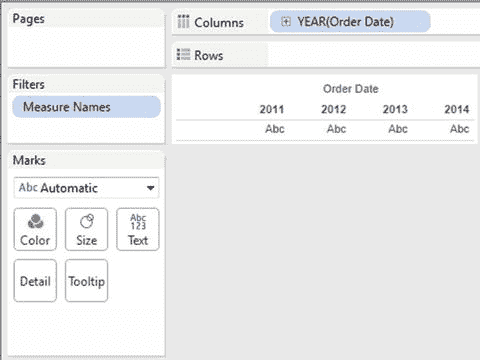 Pages
Columns
YEAR(Order Date)
Rows
Filters
Measure Names
Order Date
2011 2012 2013 2014
Abc Abc Abc Abc
Marks
Abc Automatic
Color
Size
Abc
123
Text
Detail
Tooltip